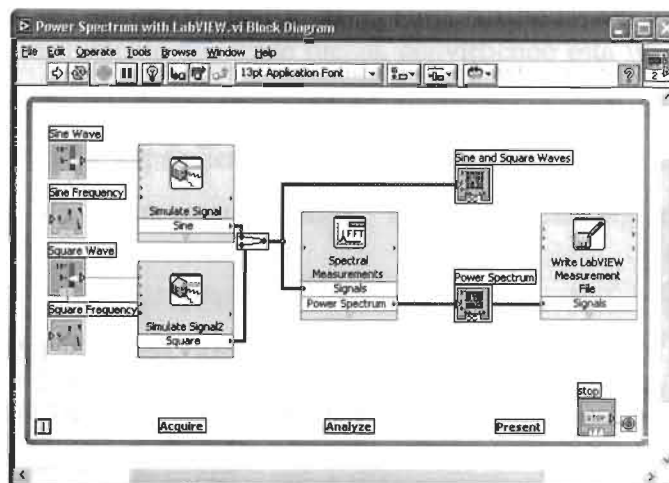 Power Spectrum with LabVIEW.vi Block Diagram
File Edit Operate Tools Browse Window Help
13pt Application Font
?
2
Sine Wave
Sine Frequency
Square Wave
Square Frequency
Simulate Signal
Sine
Simulate Signal2
Square
FFT
Spectral
Measurements
Signals
Power Spectrum
Sine and Square Waves
Power Spectrum
Write LabVIEW
Measurement
File
Signals
stop
STOP
i
Acquire
Analyze
Present